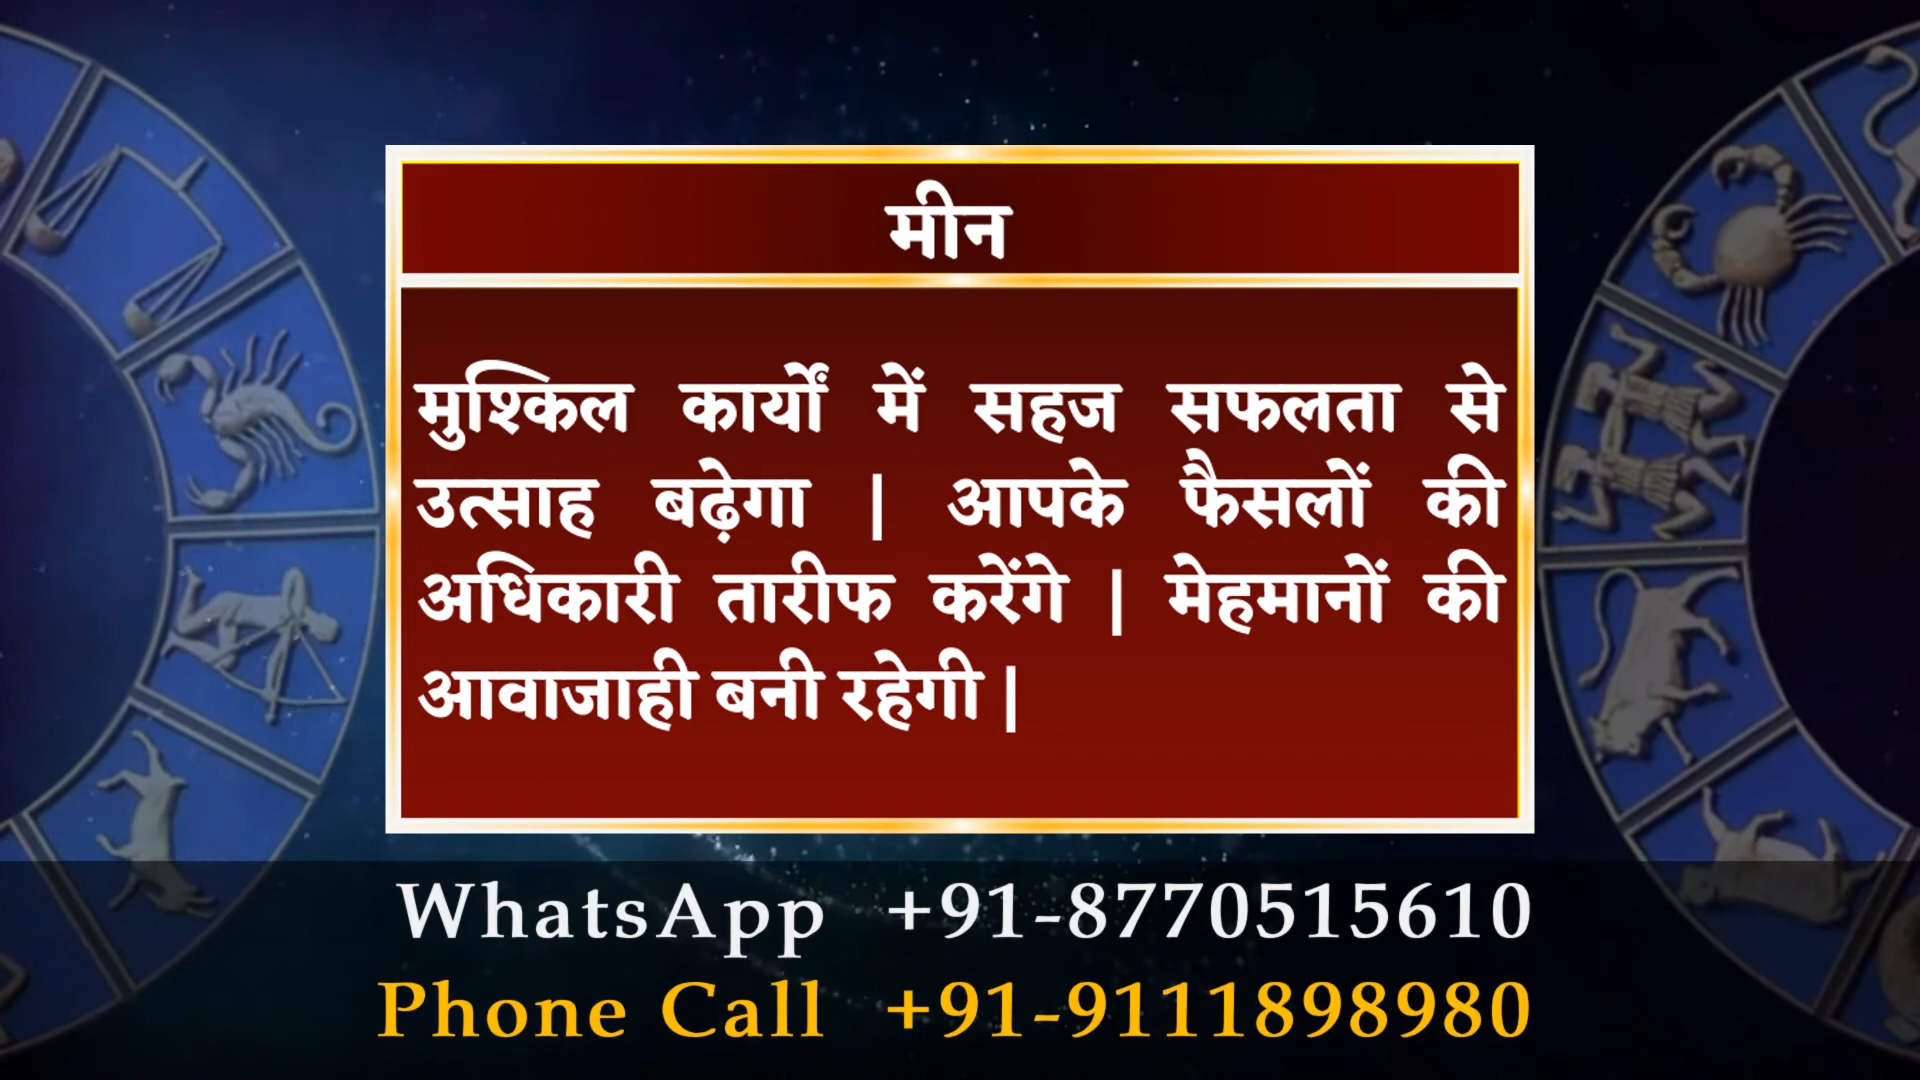 मीन
मुश्किल कार्यों में सहज सफलता से
उत्साह बढ़ेगा | आपके फैसलों की
अधिकारी तारीफ करेंगे | मेहमानों की
आवाजाही बनी रहेगी |
WhatsApp +91-8770515610
Phone Call +91-9111898980